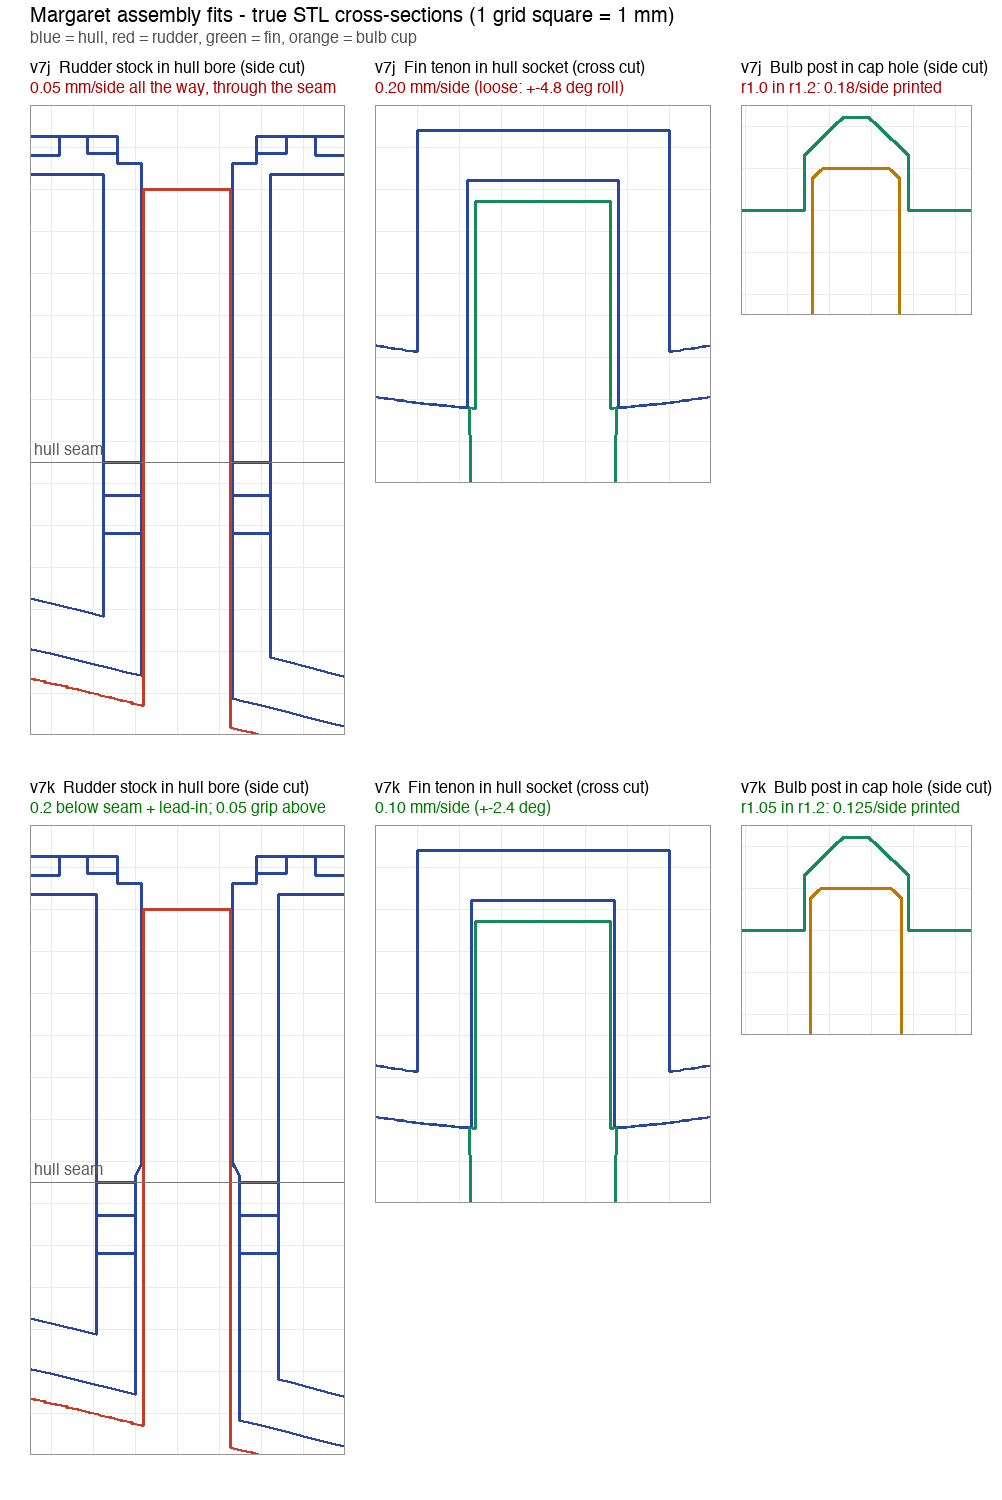 Margaret assembly fits - true STL cross-sections (1 grid square = 1 mm)
blue = hull, red = rudder, green = fin, orange = bulb cup
v7j  Rudder stock in hull bore (side cut)
0.05 mm/side all the way, through the seam
v7j  Fin tenon in hull socket (cross cut)
0.20 mm/side (loose: +-4.8 deg roll)
v7j  Bulb post in cap hole (side cut)
r1.0 in r1.2: 0.18/side printed
hull seam
v7k  Rudder stock in hull bore (side cut)
0.2 below seam + lead-in; 0.05 grip above
v7k  Fin tenon in hull socket (cross cut)
0.10 mm/side (+-2.4 deg)
v7k  Bulb post in cap hole (side cut)
r1.05 in r1.2: 0.125/side printed
hull seam